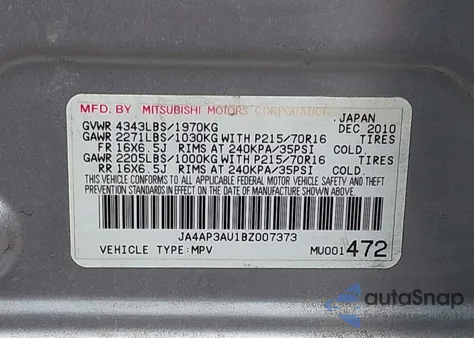 MFD. BY MITSUBISHI MOTORS CORPORATION JAPAN
GVWR 4343LBS/1970KG DEC 2010
GAWR 2271LBS/1030KG WITH P215/70R16 TIRES
FR 16X6.5J RIMS AT 240KPA/35PSI COLD.
GAWR 2205LBS/1000KG WITH P215/70R16 TIRES
RR 16X6.5J RIMS AT 240KPA/35PSI COLD.
THIS VEHICLE CONFORMS TO ALL APPLICABLE FEDERAL MOTOR VEHICLE SAFETY AND THEFT
PREVENTION STANDARDS IN EFFECT ON THE DATE OF MANUFACTURE SHOWN ABOVE.
JA4AP3AU1BZ007373
VEHICLE TYPE:MPV MU001472
autoSnap
Powered by AutoAuctions